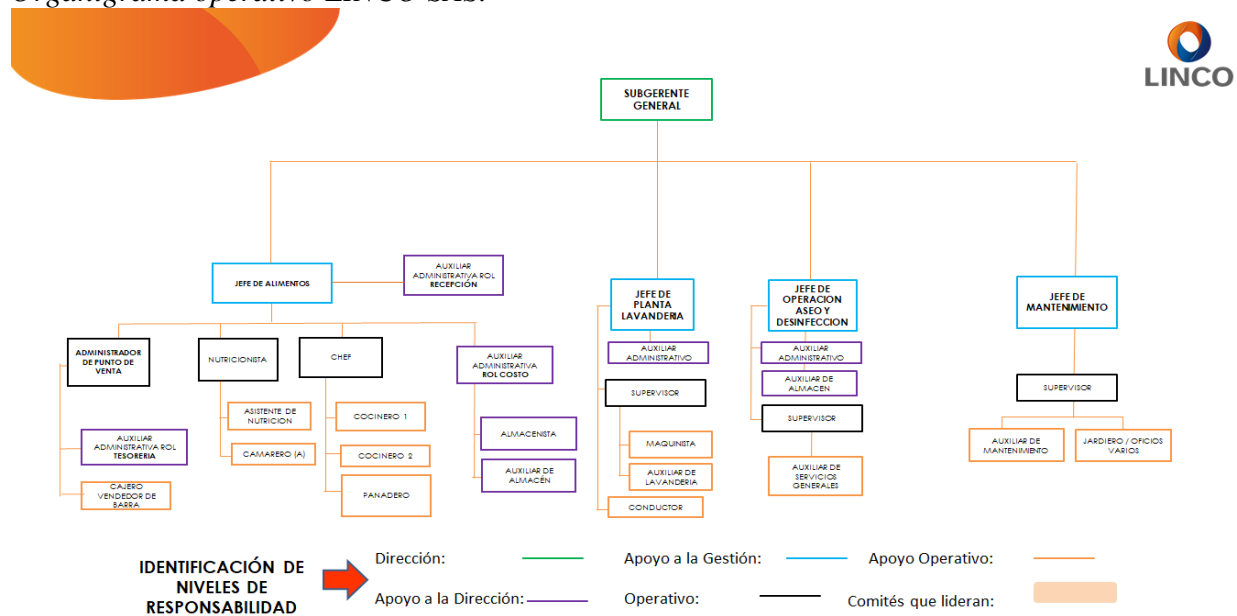 Organigrama operativo LINCO SAS.
LINCO
SUBGERENTE
GENERAL
JEFE DE ALIMENTOS
AUXILIAR
ADMINISTRATIVA ROL
RECEPCIÓN
JEFE DE
PLANTA
LAVANDERIA
JEFE DE
OPERACION
ASEO Y
DESINFECCION
JEFE DE
MANTENIMIENTO
ADMINISTRADOR
DE PUNTO DE
VENTA
NUTRICIONISTA
CHEF
AUXILIAR
ADMINISTRATIVA
ROL COSTO
AUXILIAR
ADMINISTRATIVO
AUXILIAR
ADMINISTRATIVO
AUXILIAR DE
ALMACEN
SUPERVISOR
SUPERVISOR
SUPERVISOR
ASISTENTE DE
NUTRICION
COCINERO 1
ALMACENISTA
AUXILIAR
ADMINISTRATIVA ROL
TESORERIA
CAMARERO (A)
COCINERO 2
AUXILIAR DE
ALMACÉN
MAQUINISTA
AUXILIAR DE
MANTENIMIENTO
JARDIERO / OFICIOS
VARIOS
CAJERO
VENDEDOR DE
BARRA
PANADERO
AUXILIAR DE
LAVANDERIA
AUXILIAR DE
SERVICIOS
GENERALES
CONDUCTOR
IDENTIFICACIÓN DE
NIVELES DE
RESPONSABILIDAD
Dirección:
Apoyo a la Gestión:
Apoyo Operativo:
Apoyo a la Dirección:
Operativo:
Comités que lideran: